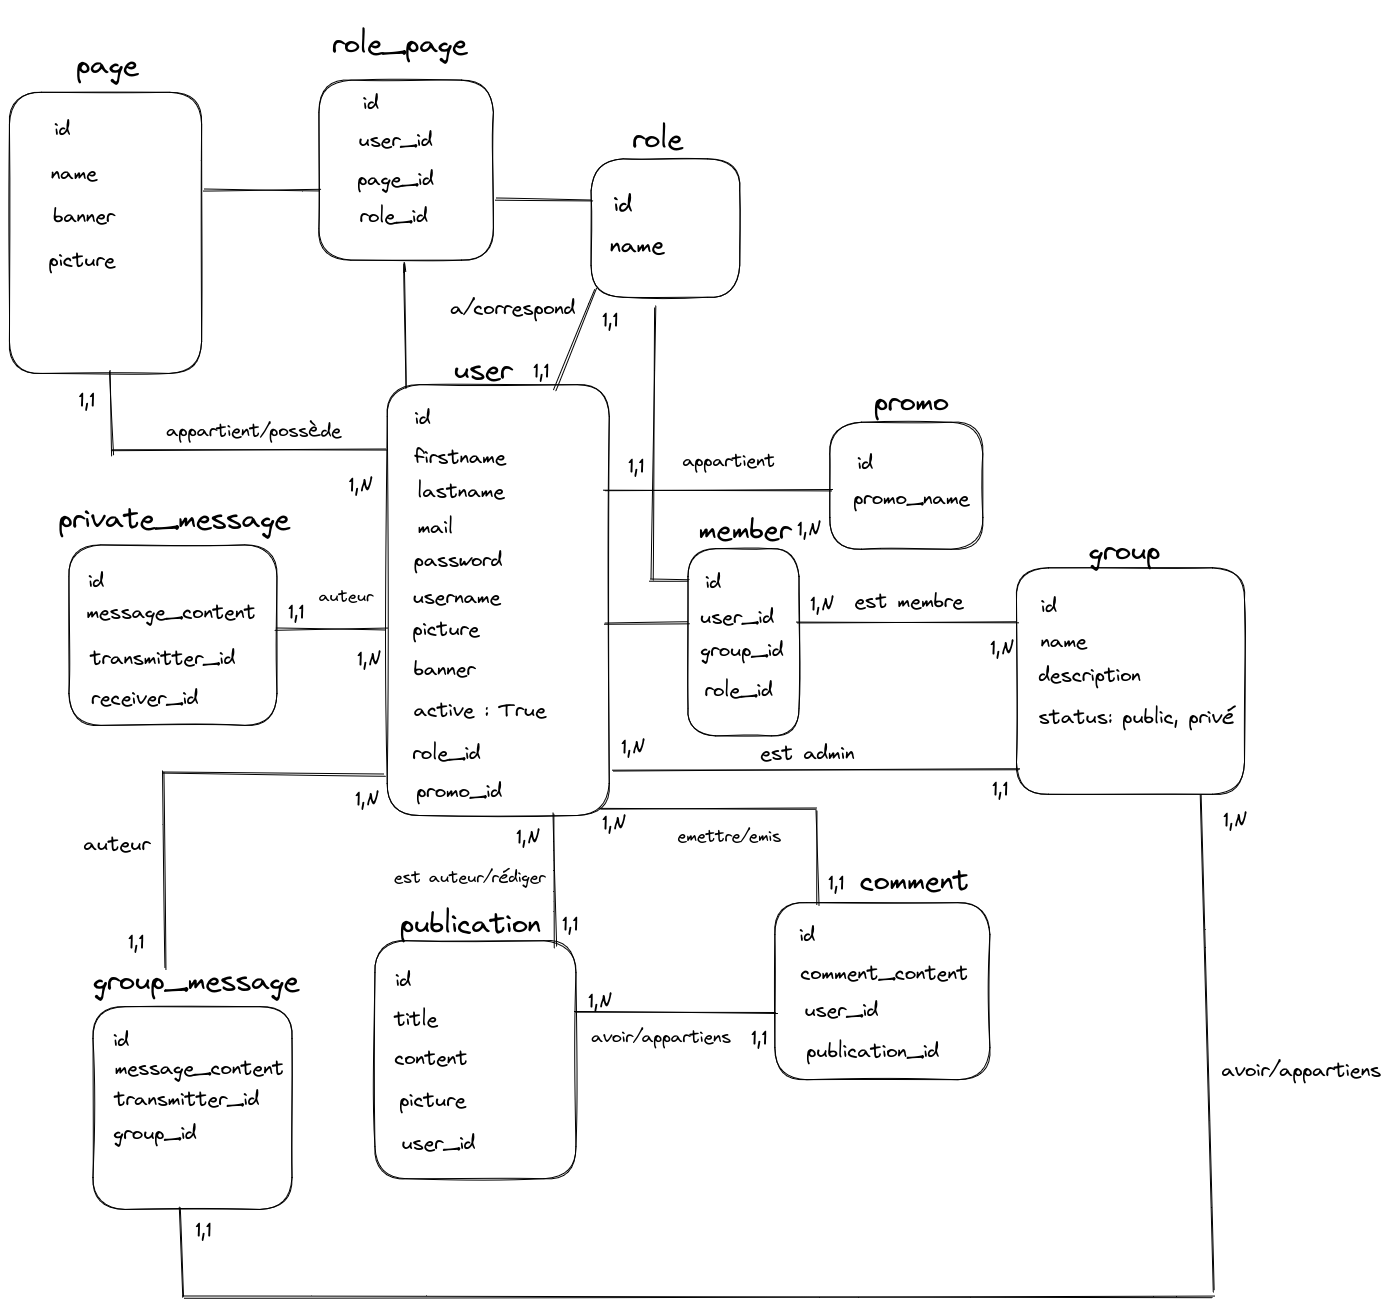 role_page
page
id
name
banner
picture
id
user_id
page_id
role_id
role
id
name
a/correspond
1,1
1,1
user
1,1
appartient/possède
1,N
id
firstname
lastname
mail
password
username
picture
banner
active : True
role_id
promo_id
promo
id
promo_name
1,1
appartient
1,N
private_message
id
message_content
transmitter_id
receiver_id
auteur
1,1
1,N
member
id
user_id
group_id
role_id
1,N
est membre
1,N
group
id
name
description
status: public, privé
1,N
est admin
1,1
1,N
1,N
auteur
1,1
1,N
est auteur/rédiger
1,1
1,N
emettre/emis
1,1
comment
id
comment_content
user_id
publication_id
publication
id
title
content
picture
user_id
1,N
avoir/appartiens
1,1
group_message
id
message_content
transmitter_id
group_id
1,1
avoir/appartiens